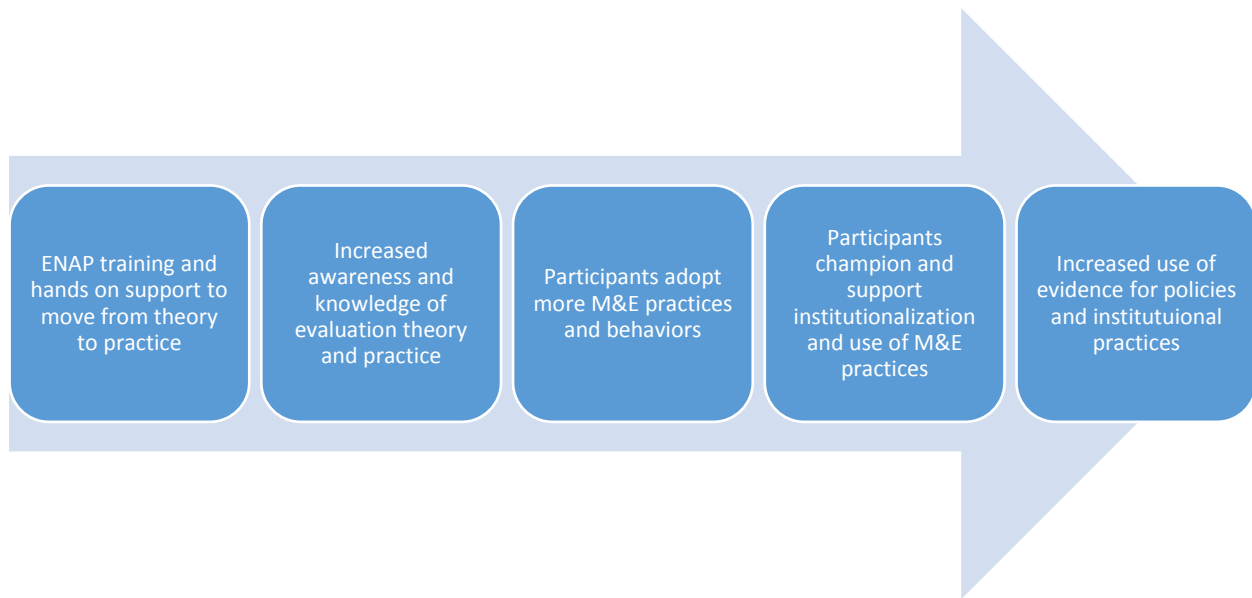 ENAP training and
hands on support to
move from theory
to practice
Increased
awareness and
knowledge of
evaluation theory
and practice
Participants adopt
more M&E practices
and behaviors
Participants
champion and
support
institutionalization
and use of M&E
practices
Increased use of
evidence for policies
and institutuional
practices